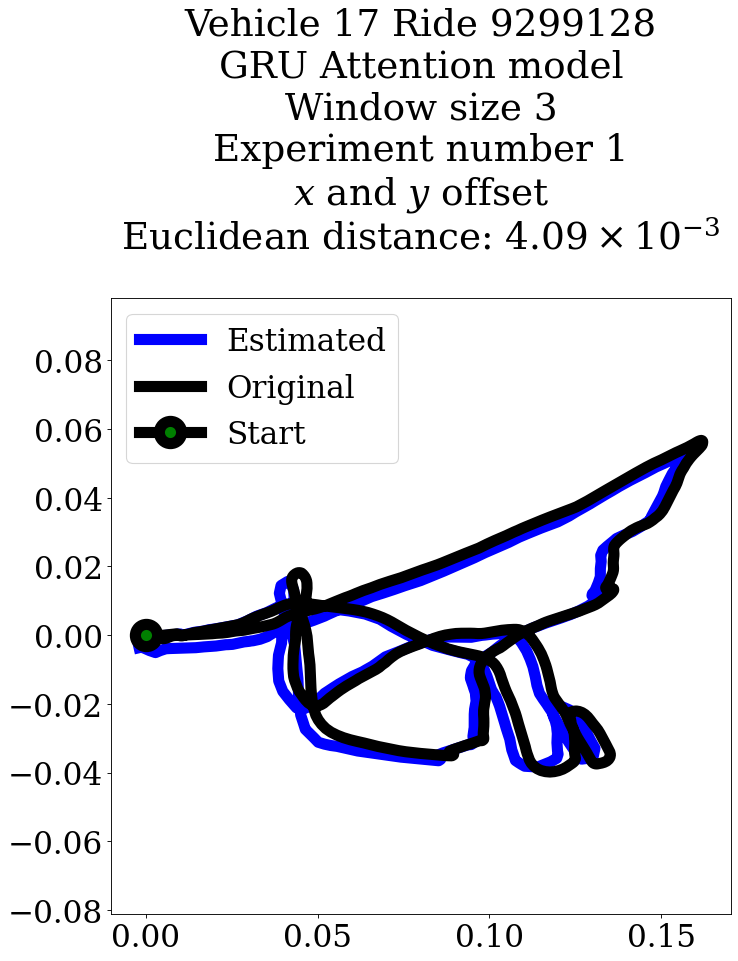 Vehicle 17 Ride 9299128
GRU Attention model
Window size 3
Experiment number 1
x and y offset
Euclidean distance: 4.09 × 10⁻³
Estimated
Original
Start
0.08
0.06
0.04
0.02
0.00
−0.02
−0.04
−0.06
−0.08
0.00 0.05 0.10 0.15